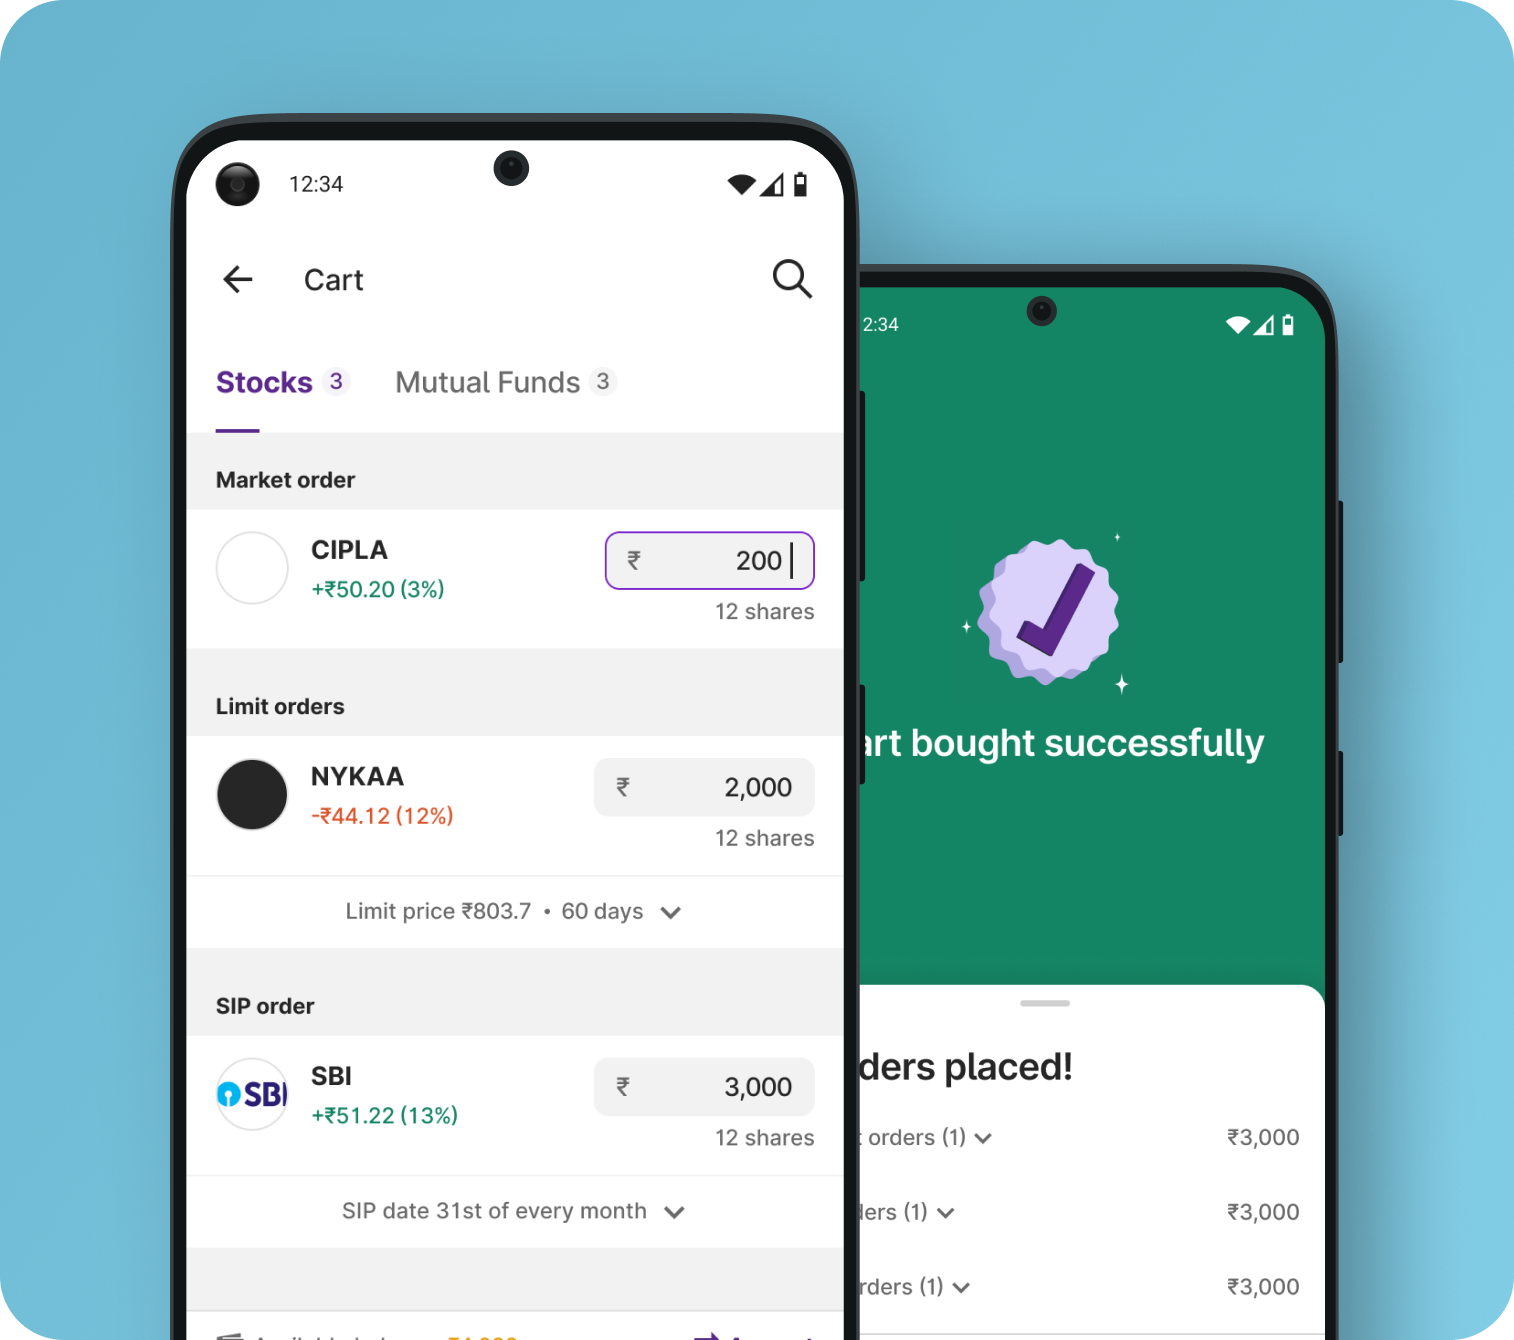 12:34
Cart
Stocks 3 Mutual Funds 3
Market order
CIPLA
₹ 200
+₹50.20 (3%)
12 shares
Limit orders
NYKAA
₹ 2,000
-₹44.12 (12%)
12 shares
Limit price ₹803.7 • 60 days
SIP order
SBI
SBI
₹ 3,000
+₹51.22 (13%)
12 shares
SIP date 31st of every month
2:34
art bought successfully
ders placed!
t orders (1) ₹3,000
ders (1) ₹3,000
rders (1) ₹3,000